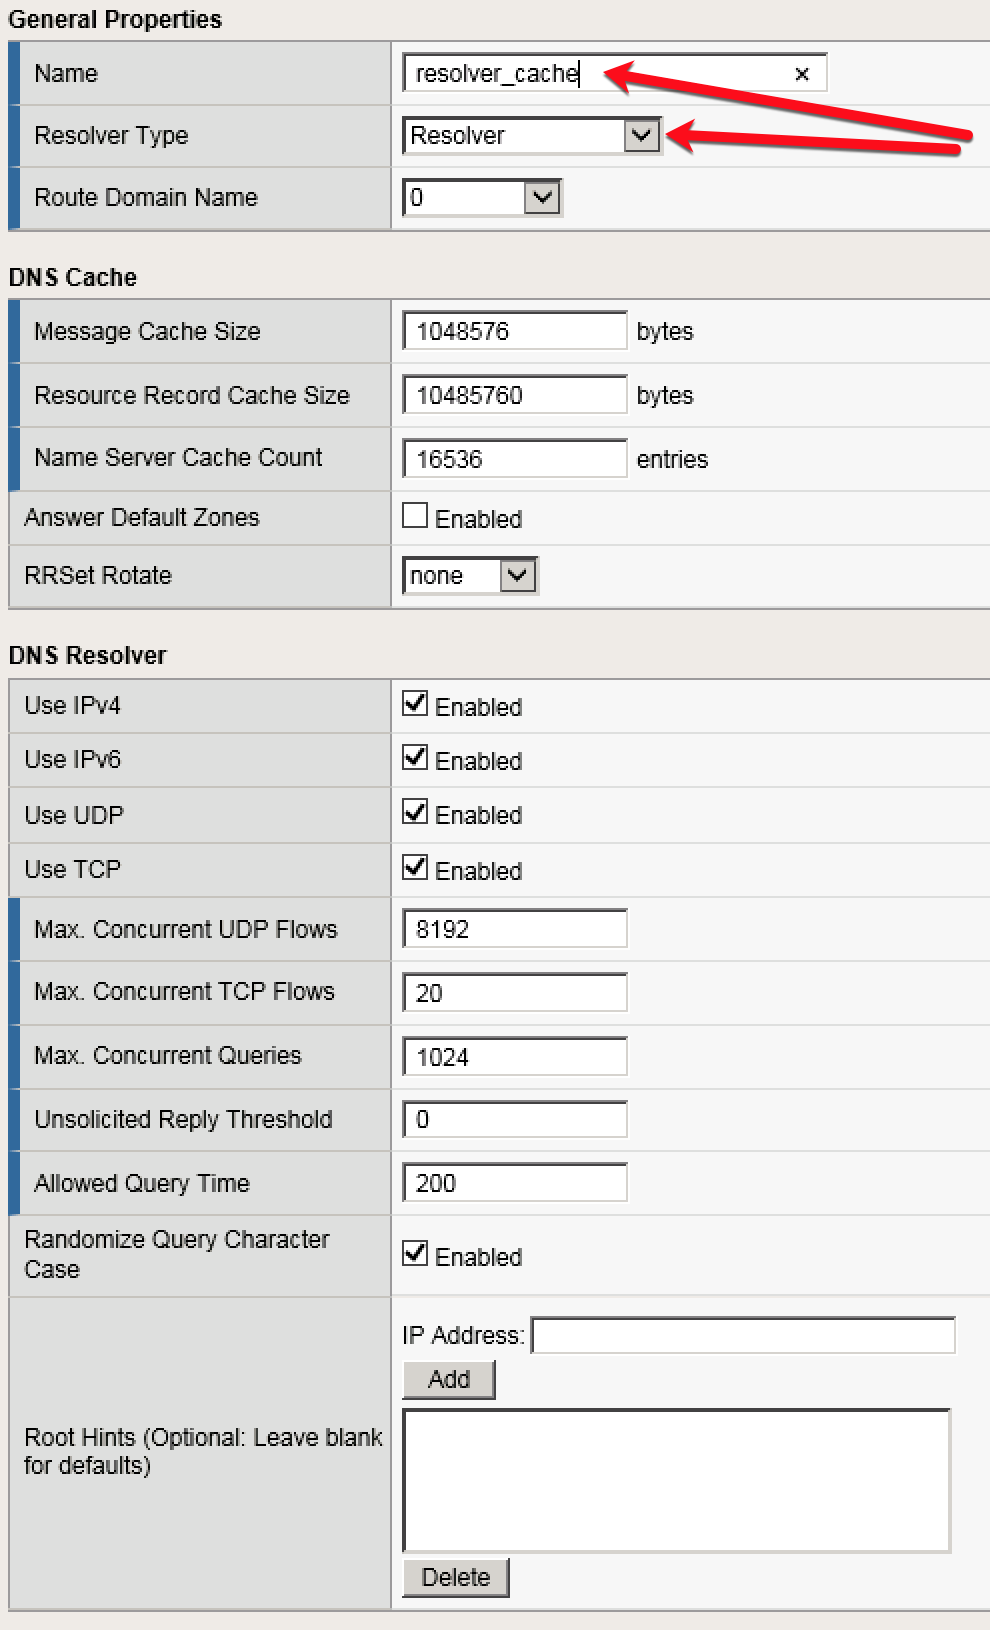 General Properties
Name
resolver_cache
Resolver Type
Resolver
Route Domain Name
0
DNS Cache
Message Cache Size
1048576 bytes
Resource Record Cache Size
10485760 bytes
Name Server Cache Count
16536 entries
Answer Default Zones
Enabled
RRSet Rotate
none
DNS Resolver
Use IPv4
Enabled
Use IPv6
Enabled
Use UDP
Enabled
Use TCP
Enabled
Max. Concurrent UDP Flows
8192
Max. Concurrent TCP Flows
20
Max. Concurrent Queries
1024
Unsolicited Reply Threshold
0
Allowed Query Time
200
Randomize Query Character
Case
Enabled
Root Hints (Optional: Leave blank
for defaults)
IP Address:
Add
Delete